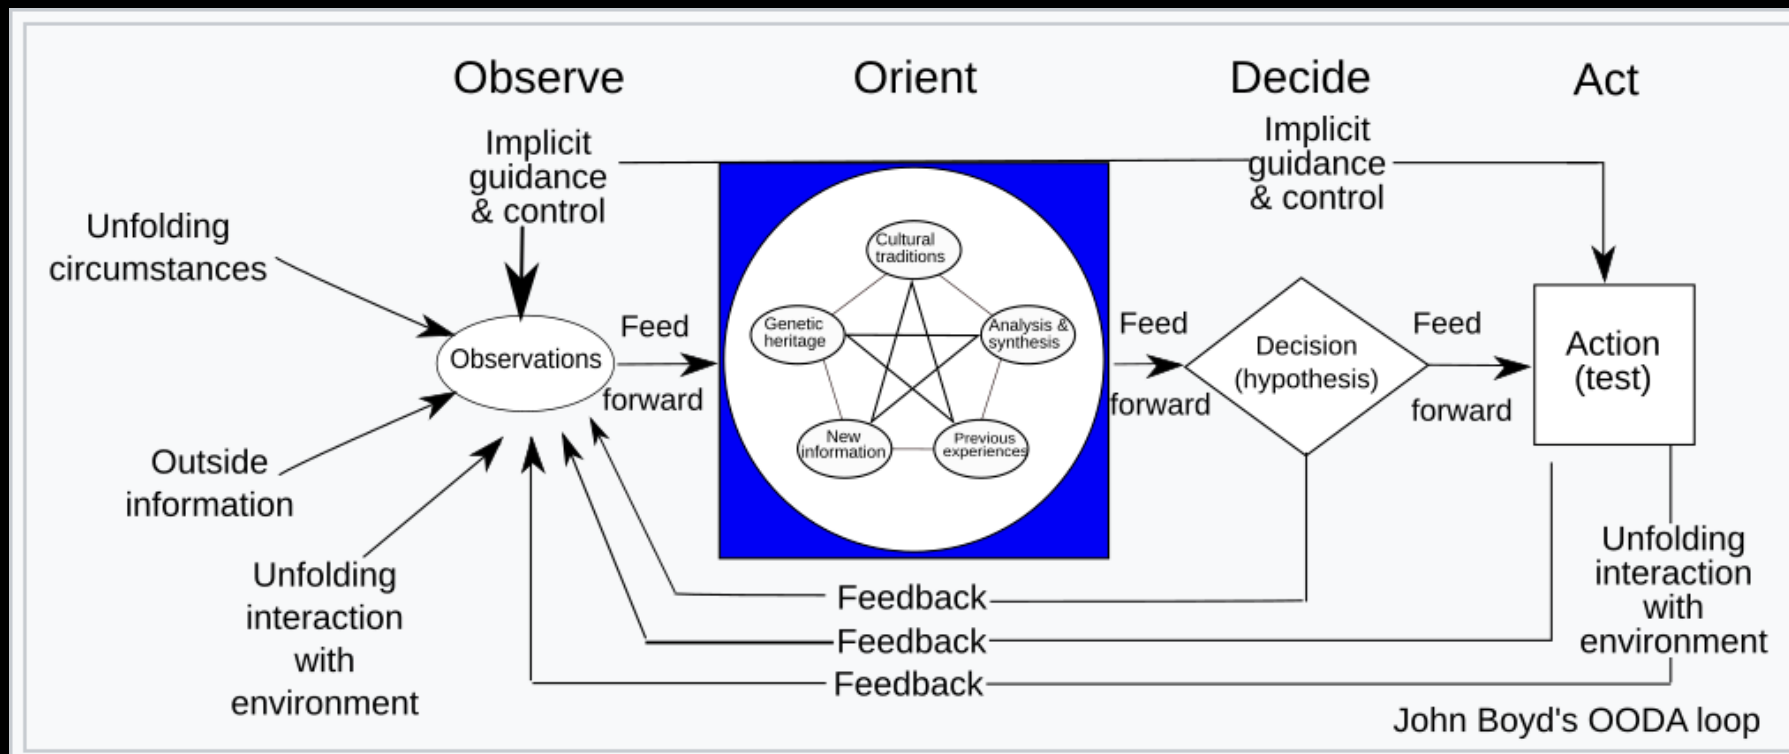 Observe
Orient
Decide
Act
Implicit
guidance
& control
Implicit
guidance
& control
Unfolding
circumstances
Observations
Outside
information
Unfolding
interaction
with
environment
Feed
forward
Cultural
traditions
Genetic
heritage
Analysis &
synthesis
New
information
Previous
experiences
Feed
forward
Decision
(hypothesis)
Feed
forward
Action
(test)
Unfolding
interaction
with
environment
Feedback
Feedback
Feedback
John Boyd's OODA loop